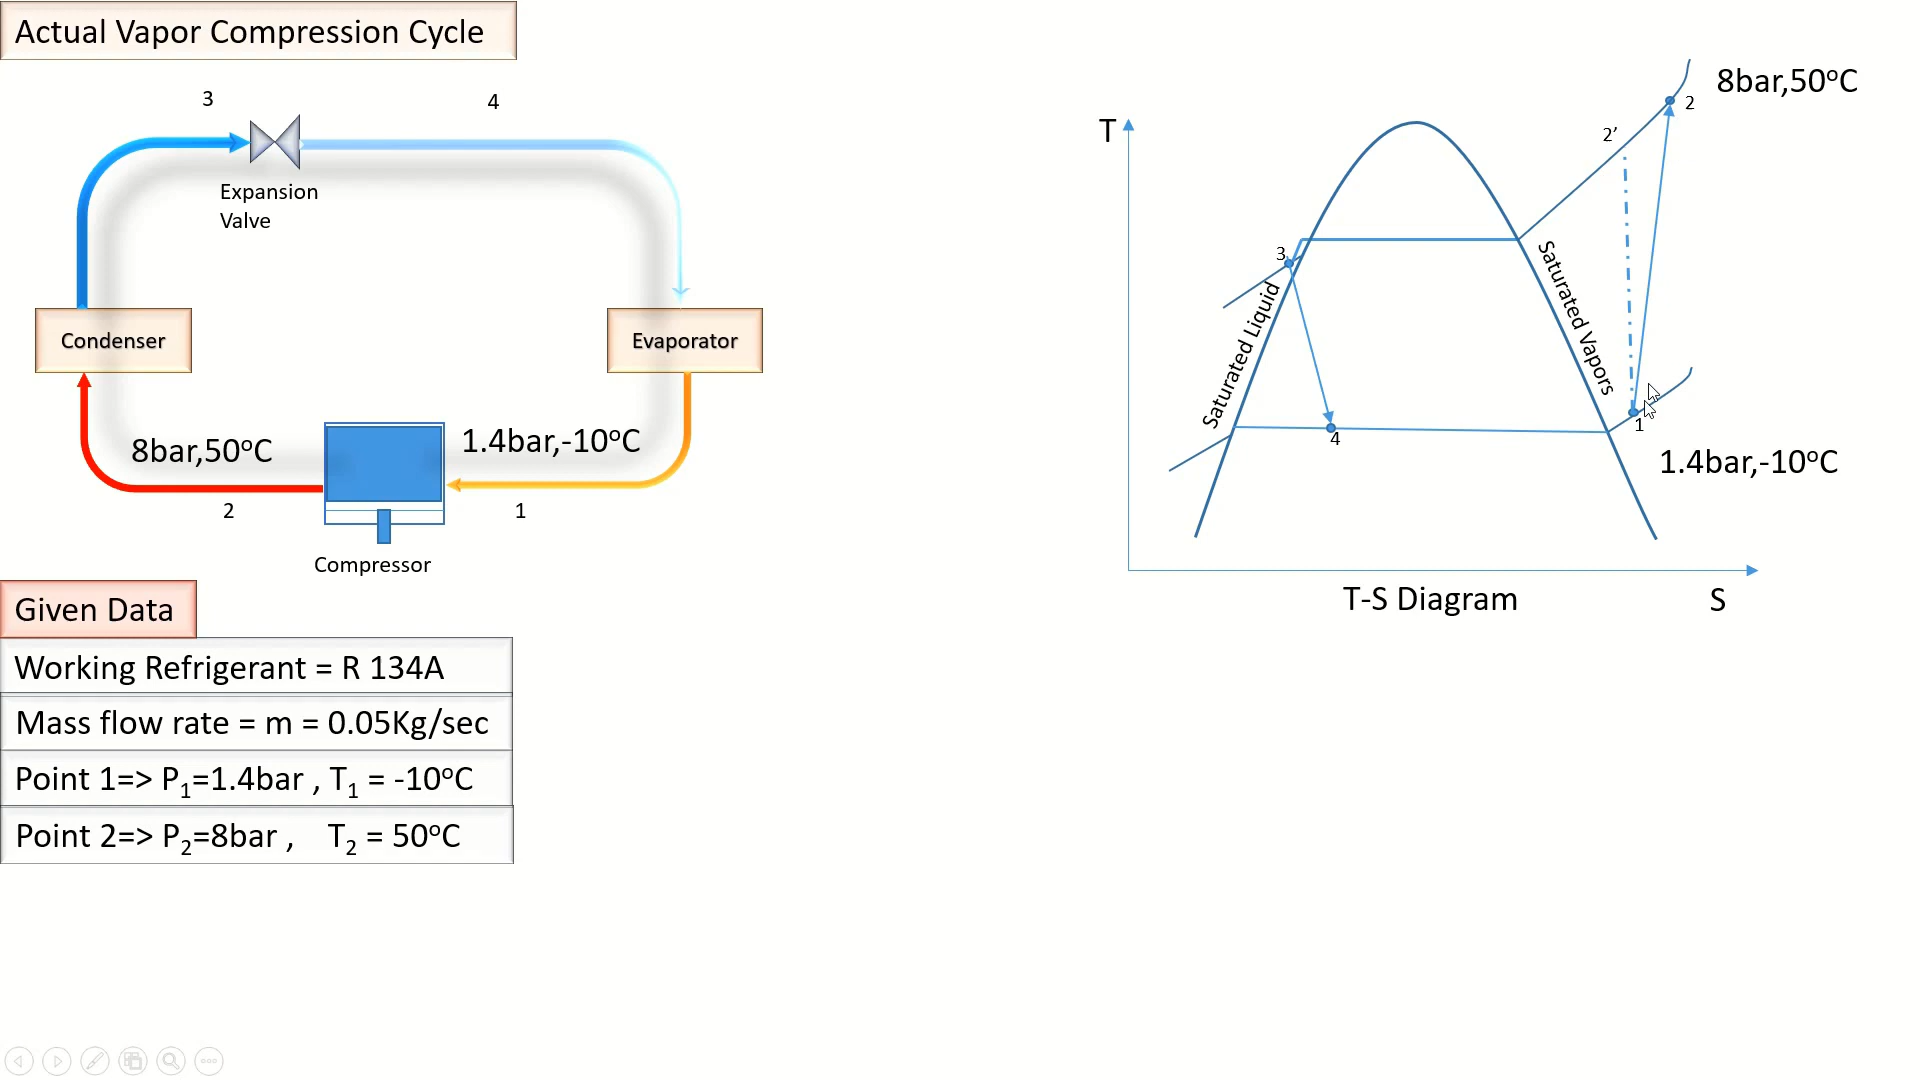 Actual Vapor Compression Cycle
3
4
Expansion
Valve
Condenser
Evaporator
8bar,50°C
1.4bar,-10°C
2
1
Compressor
Given Data
Working Refrigerant = R 134A
Mass flow rate = m = 0.05Kg/sec
Point 1=> P₁=1.4bar , T₁ = -10°C
Point 2=> P₂=8bar , T₂ = 50°C
8bar,50°C
2
T
2’
3
Saturated Liquid
Saturated Vapors
4
1
1.4bar,-10°C
T-S Diagram
S